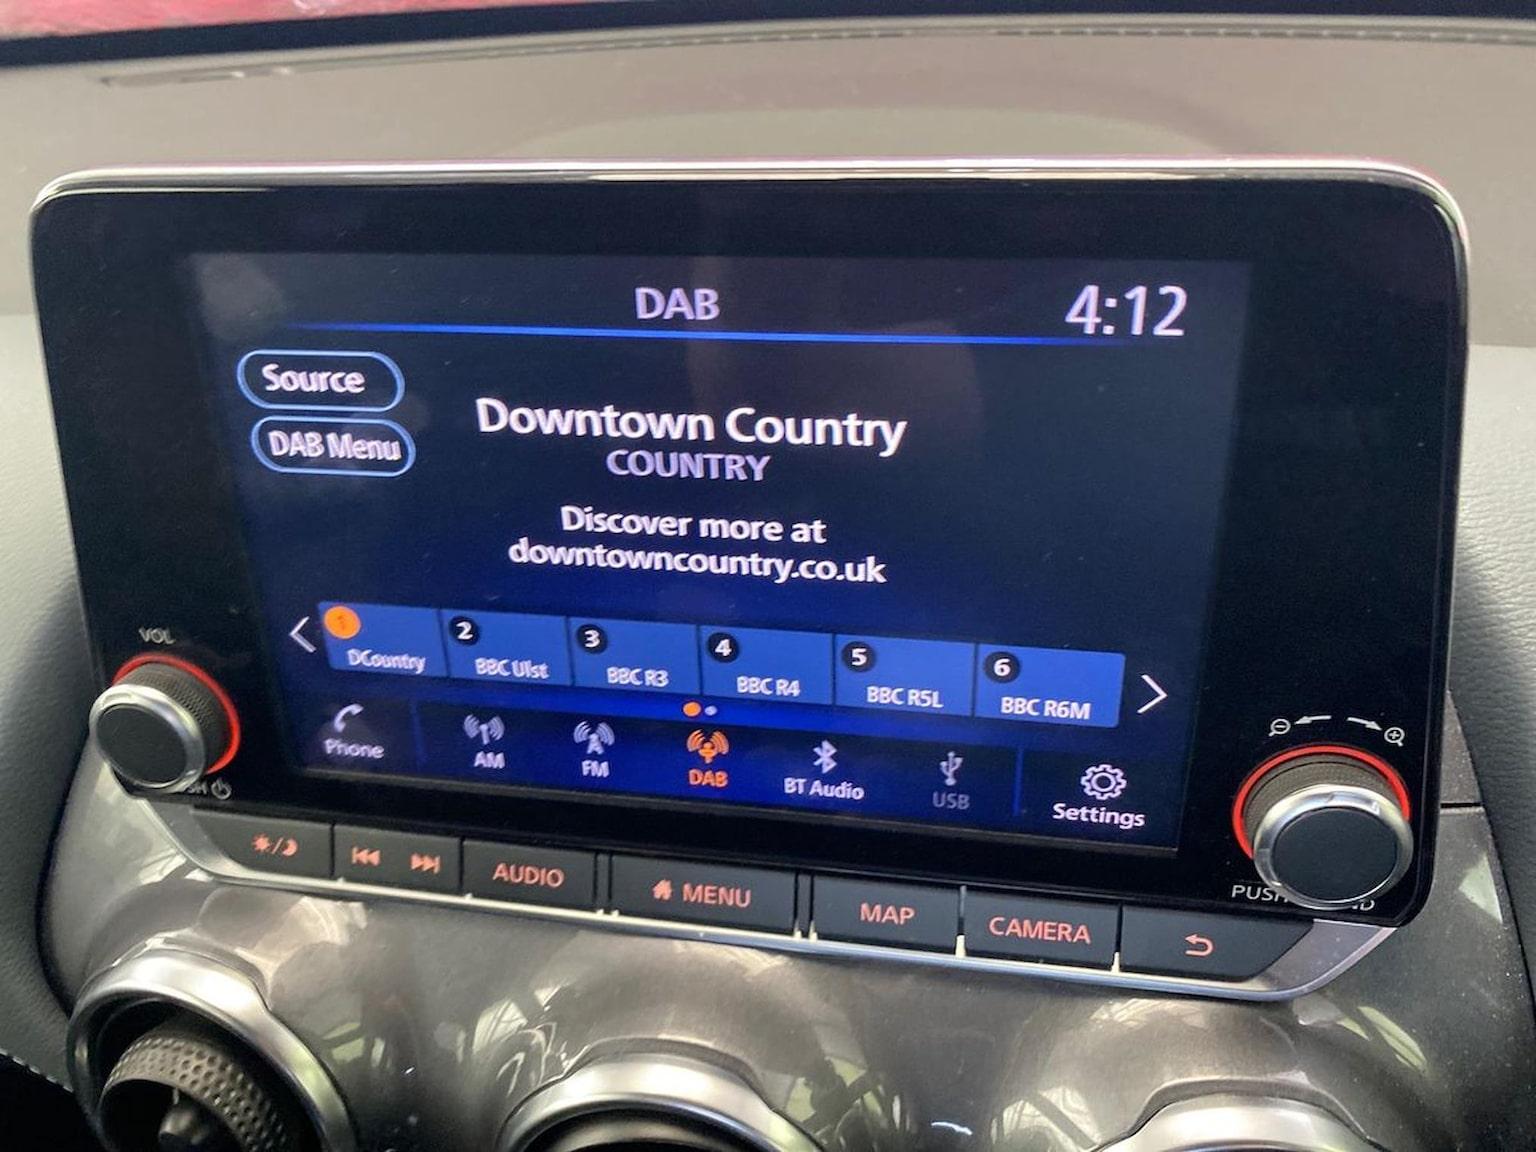 DAB
4:12
Source
DAB Menu
Downtown Country
COUNTRY
Discover more at
downtowncountry.co.uk
1
DCountry
2
BBC Ulst
3
BBC R3
4
BBC R4
5
BBC R5L
6
BBC R6M
Phone
AM
FM
DAB
BT Audio
USB
Settings
VOL
AUDIO
MENU
MAP
CAMERA